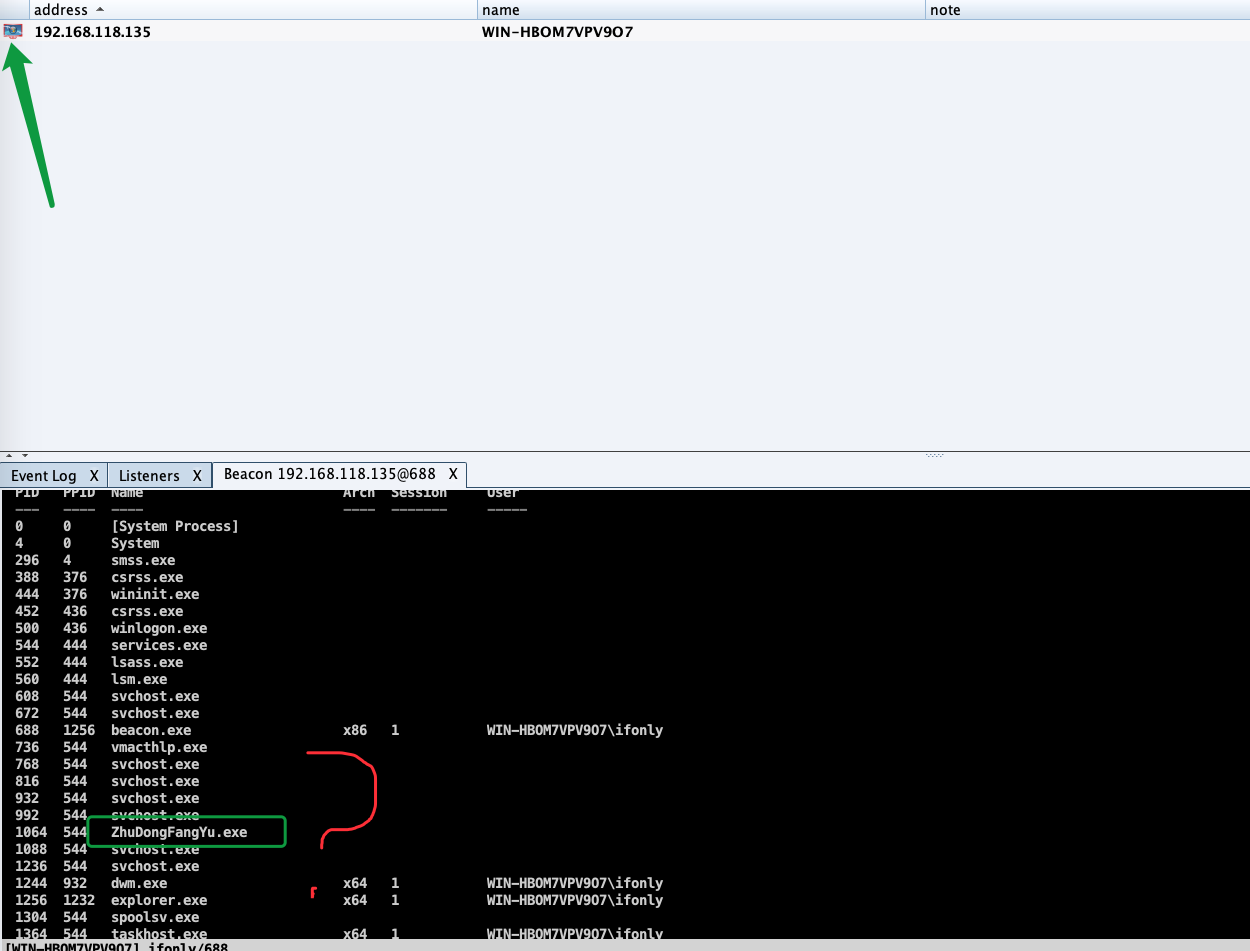 address name note
192.168.118.135 WIN-HBOM7VPV9O7
Event Log X Listeners X Beacon 192.168.118.135@688 X
PID PPID Name Arch Session User
--- ---- ---- ---- ------- -----
0 0 [System Process]
4 0 System
296 4 smss.exe
388 376 csrss.exe
444 376 wininit.exe
452 436 csrss.exe
500 436 winlogon.exe
544 444 services.exe
552 444 lsass.exe
560 444 lsm.exe
608 544 svchost.exe
672 544 svchost.exe
688 1256 beacon.exe x86 1 WIN-HBOM7VPV9O7\ifonly
736 544 vmacthlp.exe
768 544 svchost.exe
816 544 svchost.exe
932 544 svchost.exe
992 544 svchost.exe
1064 544 ZhuDongFangYu.exe
1088 544 svchost.exe
1236 544 svchost.exe
1244 932 dwm.exe x64 1 WIN-HBOM7VPV9O7\ifonly
1256 1232 explorer.exe x64 1 WIN-HBOM7VPV9O7\ifonly
1304 544 spoolsv.exe
1364 544 taskhost.exe x64 1 WIN-HBOM7VPV9O7\ifonly
[WIN-HBOM7VPV9O7] ifonly/688